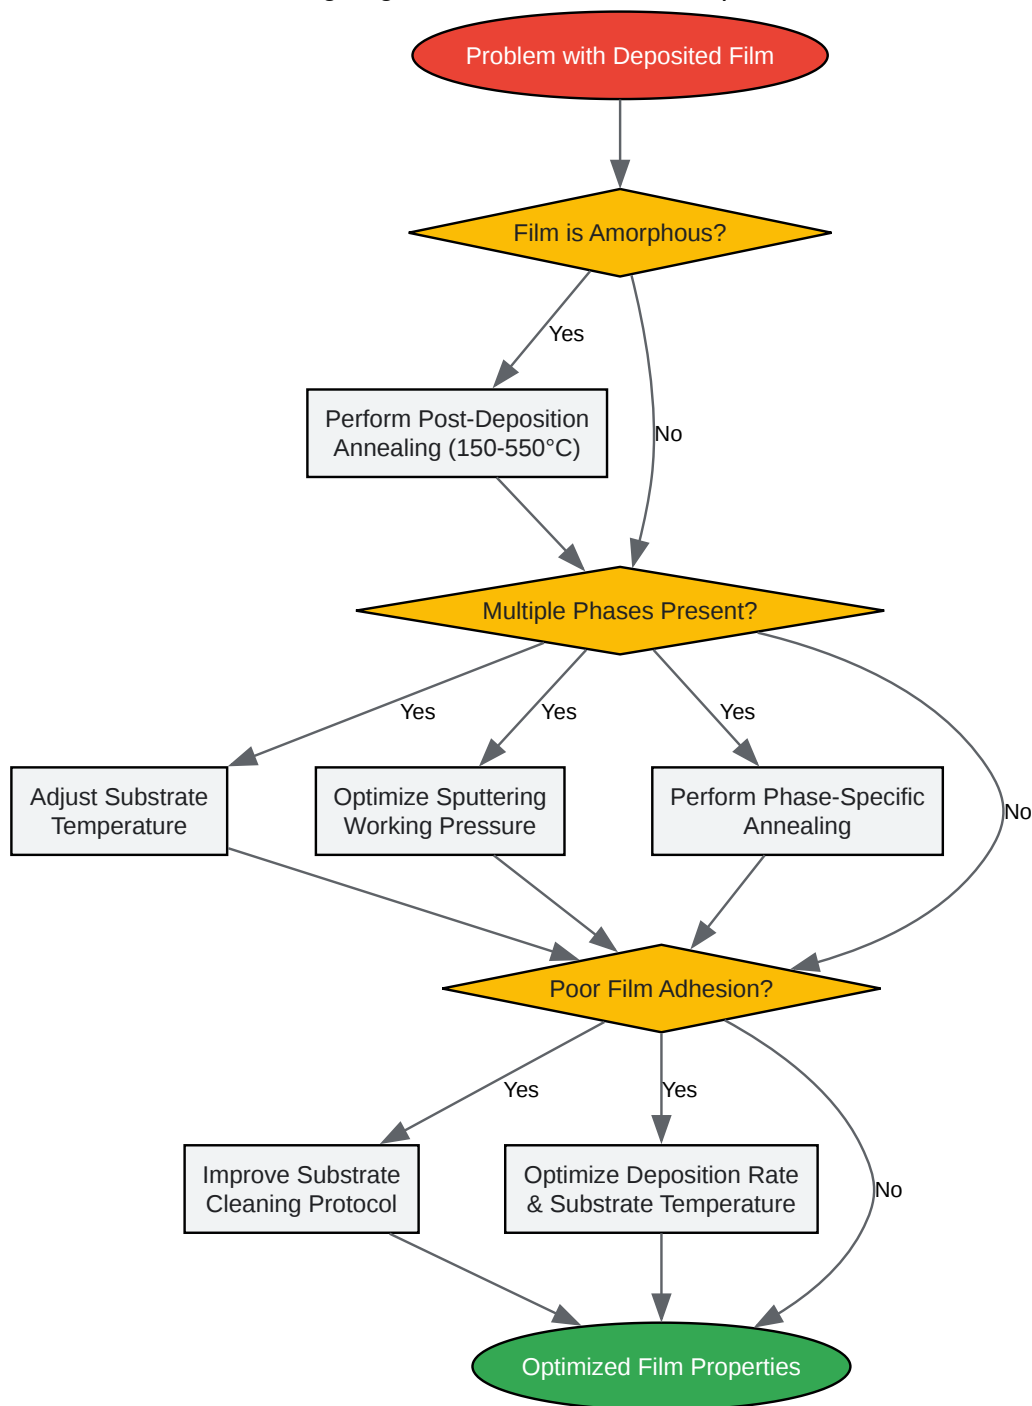 Problem with Deposited Film
Film is Amorphous?
Yes
Perform Post-Deposition
Annealing (150-550°C)
No
Multiple Phases Present?
Yes
Yes
Yes
Adjust Substrate
Temperature
Optimize Sputtering
Working Pressure
Perform Phase-Specific
Annealing
No
Poor Film Adhesion?
Yes
Yes
Improve Substrate
Cleaning Protocol
Optimize Deposition Rate
& Substrate Temperature
No
Optimized Film Properties